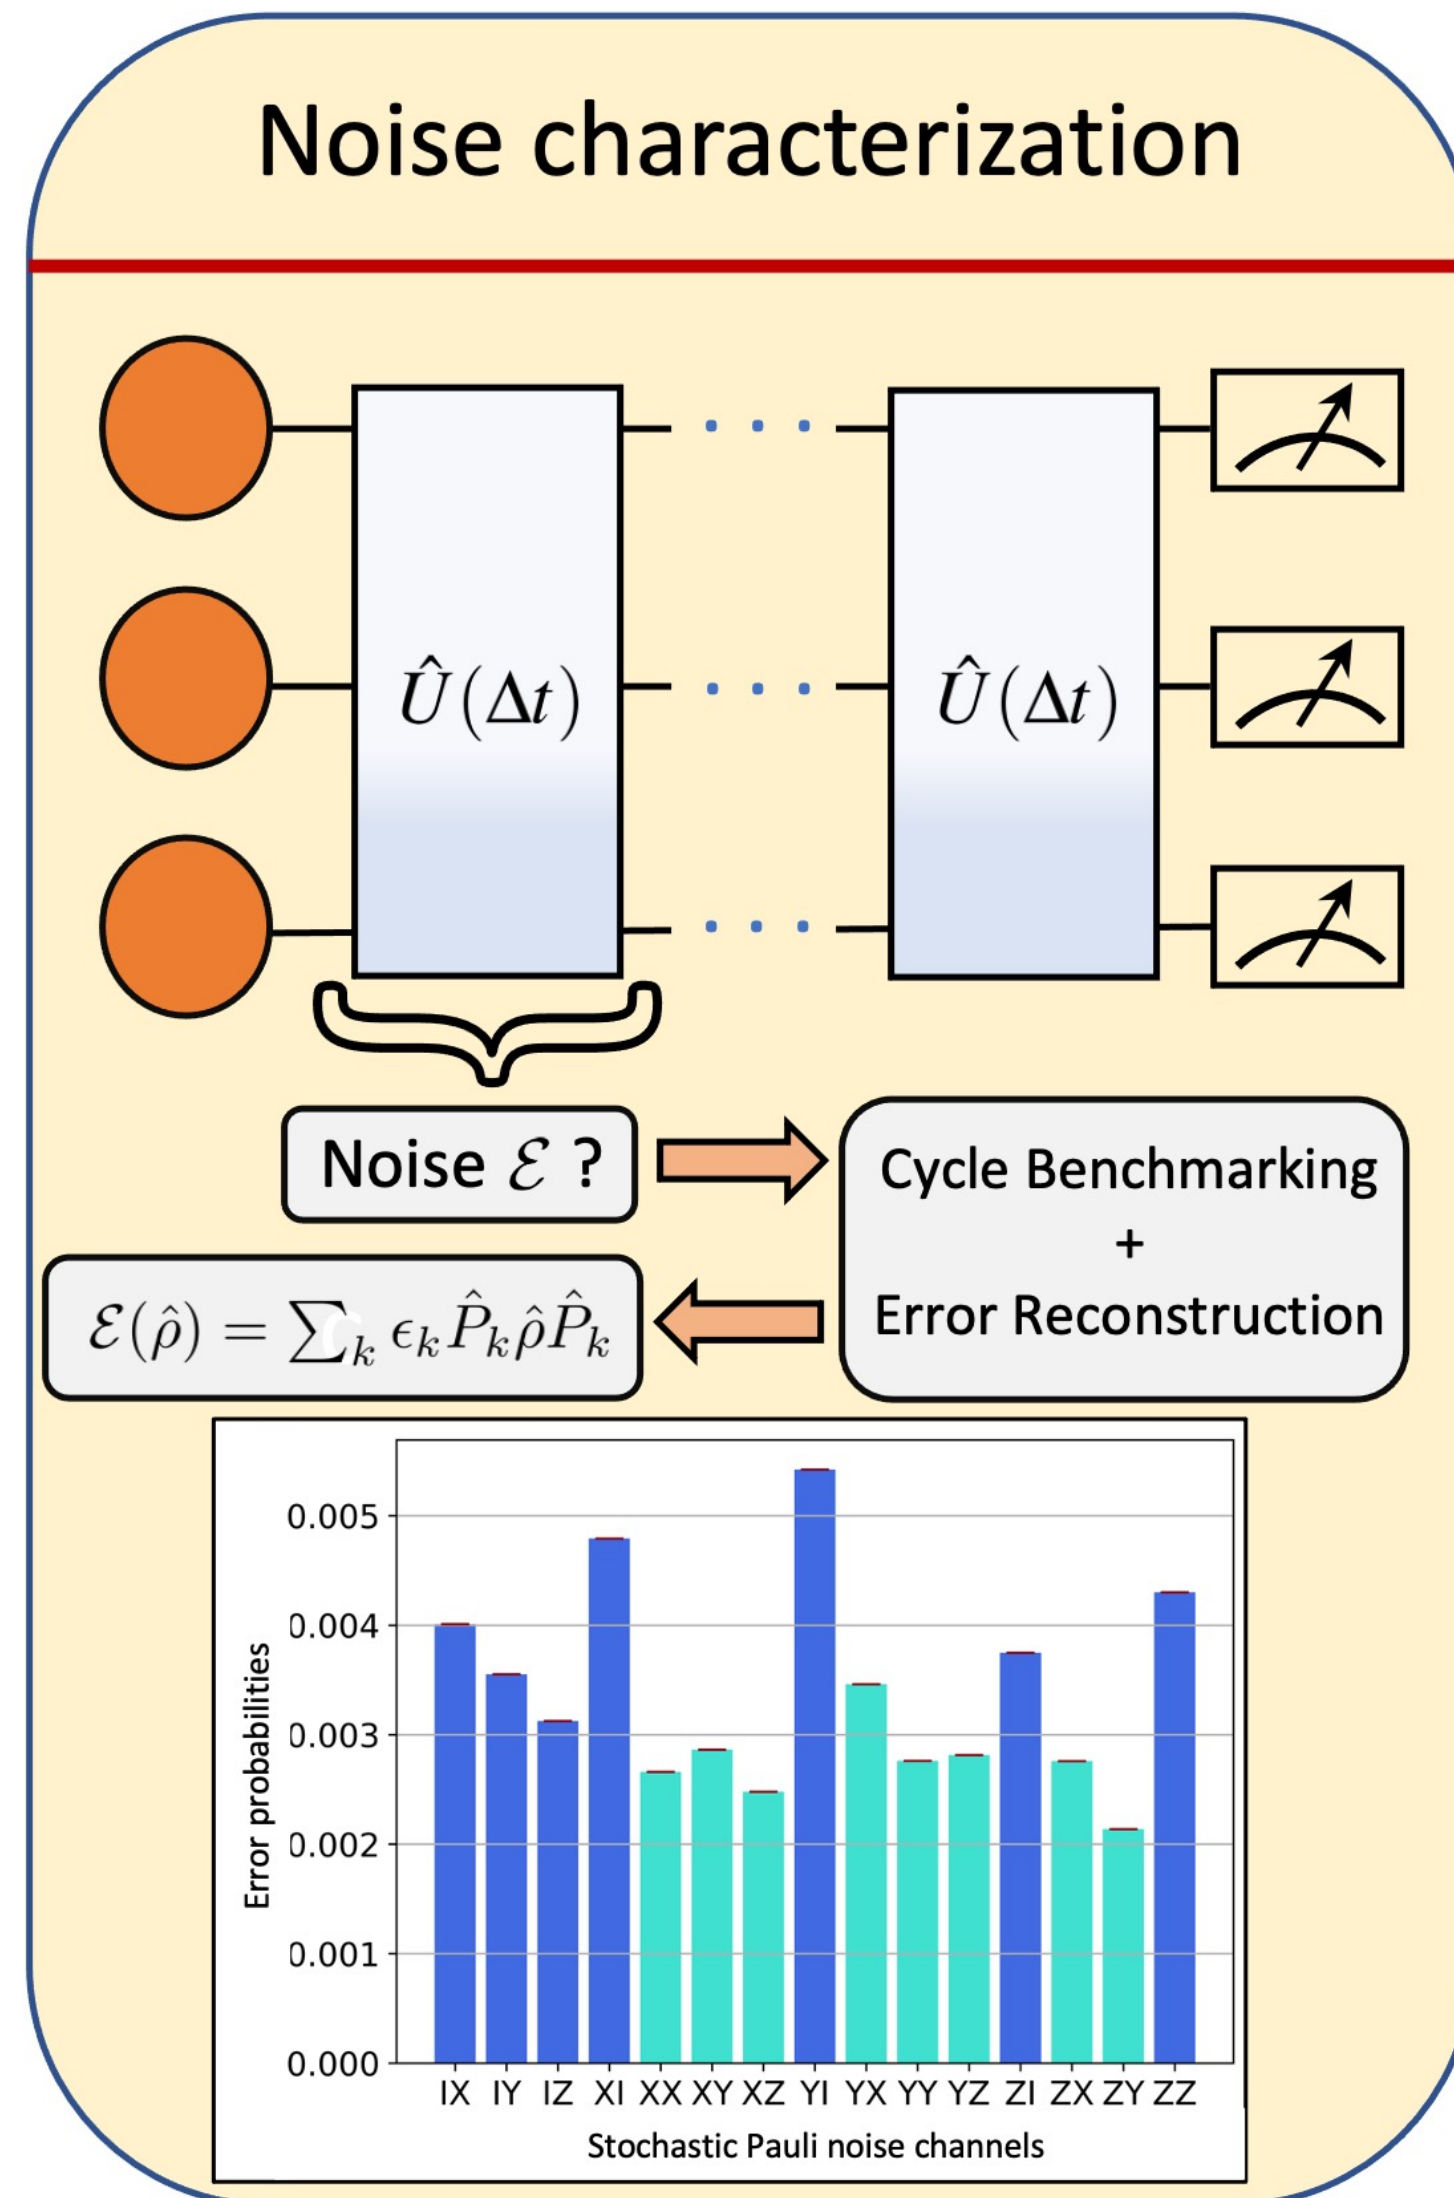 Noise characterization
Û(Δt)
Û(Δt)
Noise ℰ ?
Cycle Benchmarking
+
Error Reconstruction
ℰ(ρ̂) = ∑ₖ ϵₖP̂ₖρ̂P̂ₖ
Error probabilities
0.005
0.004
0.003
0.002
0.001
0.000
IX IY IZ XI XX XY XZ YI YX YY YZ ZI ZX ZY ZZ
Stochastic Pauli noise channels